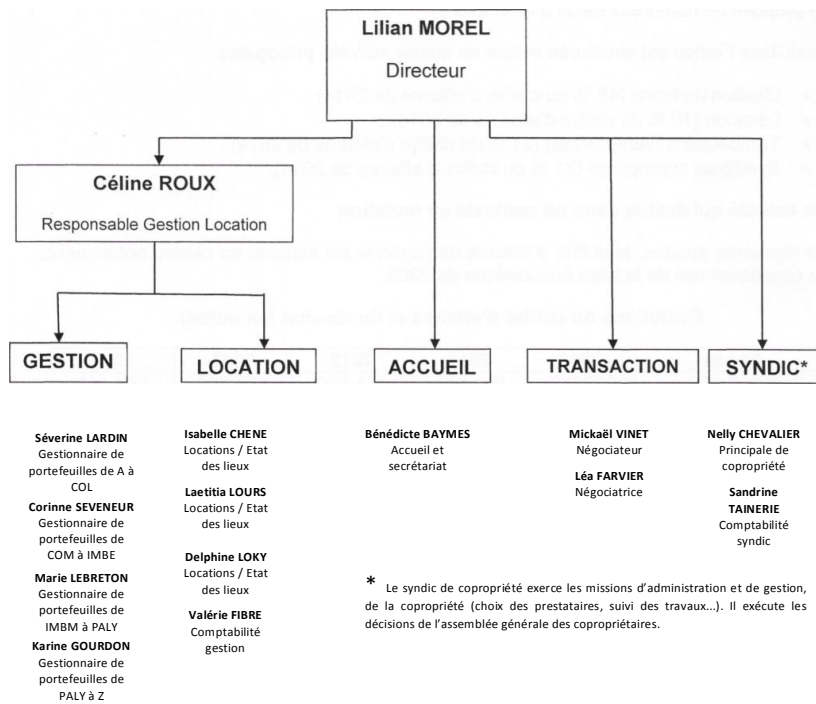 Lilian MOREL
Directeur
Céline ROUX
Responsable Gestion Location
GESTION
LOCATION
ACCUEIL
TRANSACTION
SYNDIC*
Séverine LARDIN
Gestionnaire de
portefeuilles de A à
COL
Corinne SEVENEUR
Gestionnaire de
portefeuilles de
COM à IMBE
Marie LEBRETON
Gestionnaire de
portefeuilles de
IMBM à PALY
Karine GOURDON
Gestionnaire de
portefeuilles de
PALY à Z
Isabelle CHENE
Locations / Etat
des lieux
Laetitia LOURS
Locations / Etat
des lieux
Delphine LOKY
Locations / Etat
des lieux
Valérie FIBRE
Comptabilité
gestion
Bénédicte BAYMES
Accueil et
secrétariat
Mickaël VINET
Négociateur
Léa FARVIER
Négociatrice
Nelly CHEVALIER
Principale de
copropriété
Sandrine
TAINERIE
Comptabilité
syndic
* Le syndic de copropriété exerce les missions d’administration et de gestion,
de la copropriété (choix des prestataires, suivi des travaux...). Il exécute les
décisions de l’assemblée générale des copropriétaires.